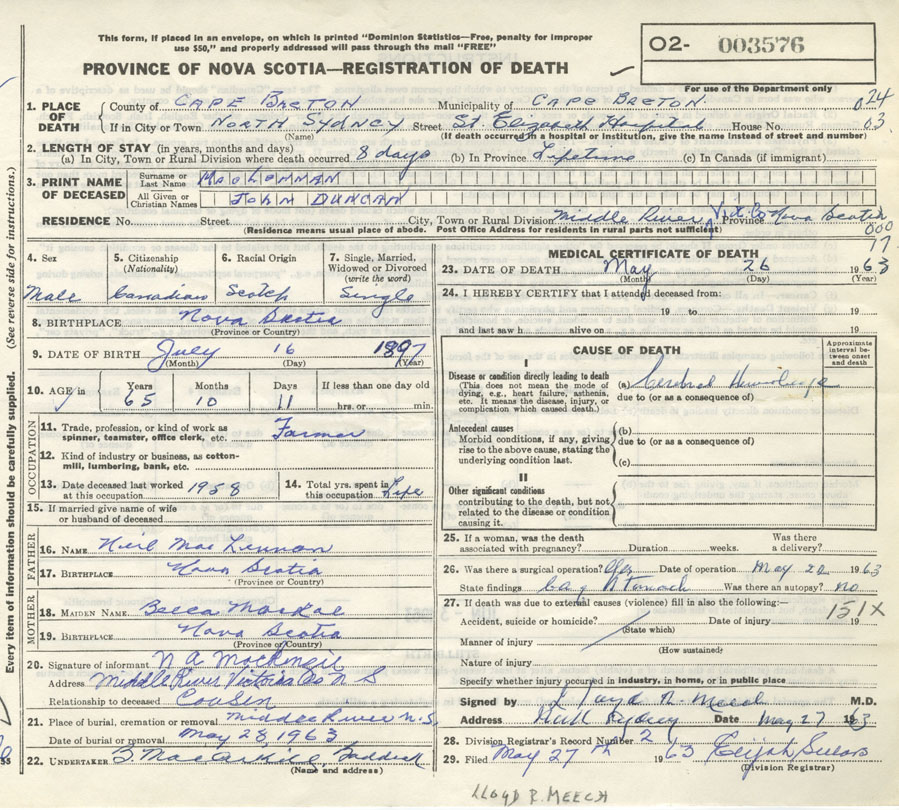 This form, if placed in an envelope, on which is printed "Dominion Statistics—Free, penalty for improper
use $50," and properly addressed will pass through the mail "FREE"
PROVINCE OF NOVA SCOTIA—REGISTRATION OF DEATH
02- 003576
For use of the Department only
1. PLACE OF DEATH County of CAPE BRETON Municipality of CAPE BRETON 024
If in City or Town NORTH SYDNEY Street St. Elizabeth Hospital House No. 03
(Name) (If death occurred in a hospital or Institution, give the name instead of street and number)
2. LENGTH OF STAY (in years, months and days)
(a) In City, Town or Rural Division where death occurred 8 days (b) In Province Lifetime (c) In Canada (if immigrant)
3. PRINT NAME OF DECEASED Surname or Last Name MacLENNAN
All Given or Christian Names JOHN DUNCAN
RESIDENCE No. Street City, Town or Rural Division Middle River Vict Co Province Nova Scotia
(Residence means usual place of abode. Post Office Address for residents in rural parts not sufficient) 000
17
4. Sex 5. Citizenship (Nationality) 6. Racial Origin 7. Single, Married, Widowed or Divorced (write the word)
Male Canadian Scotch Single
8. BIRTHPLACE Nova Scotia
(Province or Country)
9. DATE OF BIRTH July 16 1897
(Month) (Day) (Year)
10. AGE in Years Months Days If less than one day old
65 10 11 hrs. or min.
OCCUPATION
11. Trade, profession, or kind of work as spinner, teamster, office clerk, etc. Farmer
12. Kind of industry or business, as cotton-mill, lumbering, bank, etc.
13. Date deceased last worked at this occupation 1958 14. Total yrs. spent in this occupation Life
15. If married give name of wife or husband of deceased
FATHER
16. NAME Neil MacLennan
17. BIRTHPLACE Nova Scotia
(Province or Country)
MOTHER
18. MAIDEN NAME Becca MacRae
19. BIRTHPLACE Nova Scotia
(Province or Country)
20. Signature of informant N A MacKenzie
Address Middle River Victoria Co N S
Relationship to deceased Cousin
21. Place of burial, cremation or removal Middle River N.S.
Date of burial or removal May 28, 1963
22. UNDERTAKER Baddeck
(Name and address)
MEDICAL CERTIFICATE OF DEATH
23. DATE OF DEATH May 26 1963
(Month) (Day) (Year)
24. I HEREBY CERTIFY that I attended deceased from:
19 to 19
and last saw h alive on 19
CAUSE OF DEATH
Approximate interval between onset and death
I
Disease or condition directly leading to death
(This does not mean the mode of dying, e.g., heart failure, asthenia, etc. It means the disease, injury, or complication which caused death.)
(a) Cerebral Hemorrhage
due to (or as a consequence of)
Antecedent causes
Morbid conditions, if any, giving rise to the above cause, stating the underlying condition last.
(b)
due to (or as a consequence of)
(c)
II
Other significant conditions
contributing to the death, but not related to the disease or condition causing it.
25. If a woman, was the death associated with pregnancy? Duration weeks. Was there a delivery?
26. Was there a surgical operation? Yes Date of operation May 22 1963
State findings Ca of Stomach Was there an autopsy? no
27. If death was due to external causes (violence) fill in also the following:— 151X
Accident, suicide or homicide? Date of injury 19
(State which)
Manner of injury
(How sustained)
Nature of injury
Specify whether injury occurred in industry, in home, or in public place
Signed by Lloyd R. Meech M.D.
Address North Sydney Date May 27 1963
28. Division Registrar's Record Number 2
29. Filed May 27th 1963 Elijah
(Division Registrar)
LLOYD R. MEECH
Every item of information should be carefully supplied. (See reverse side for instructions.)